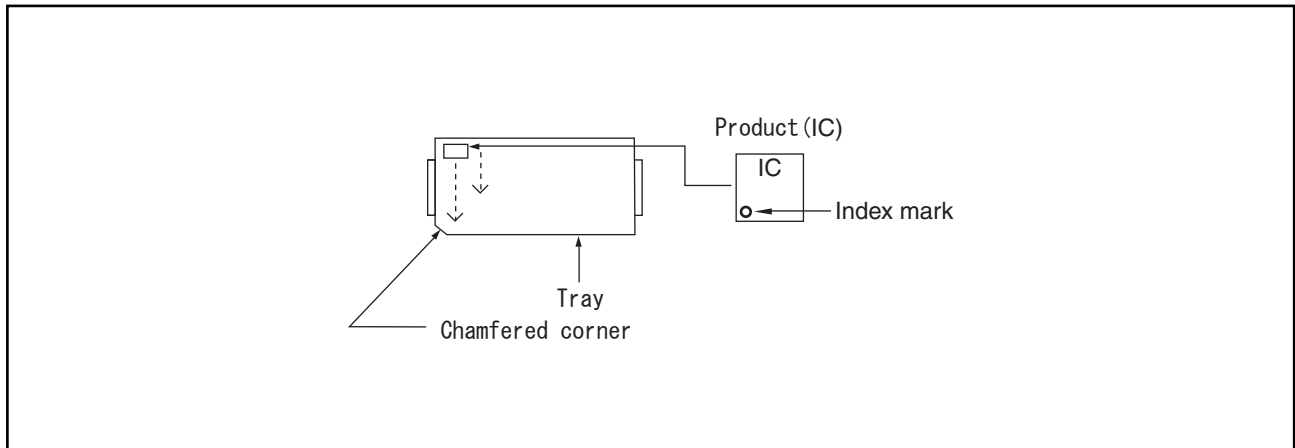 Product(IC)
IC
Index mark
Tray
Chamfered corner